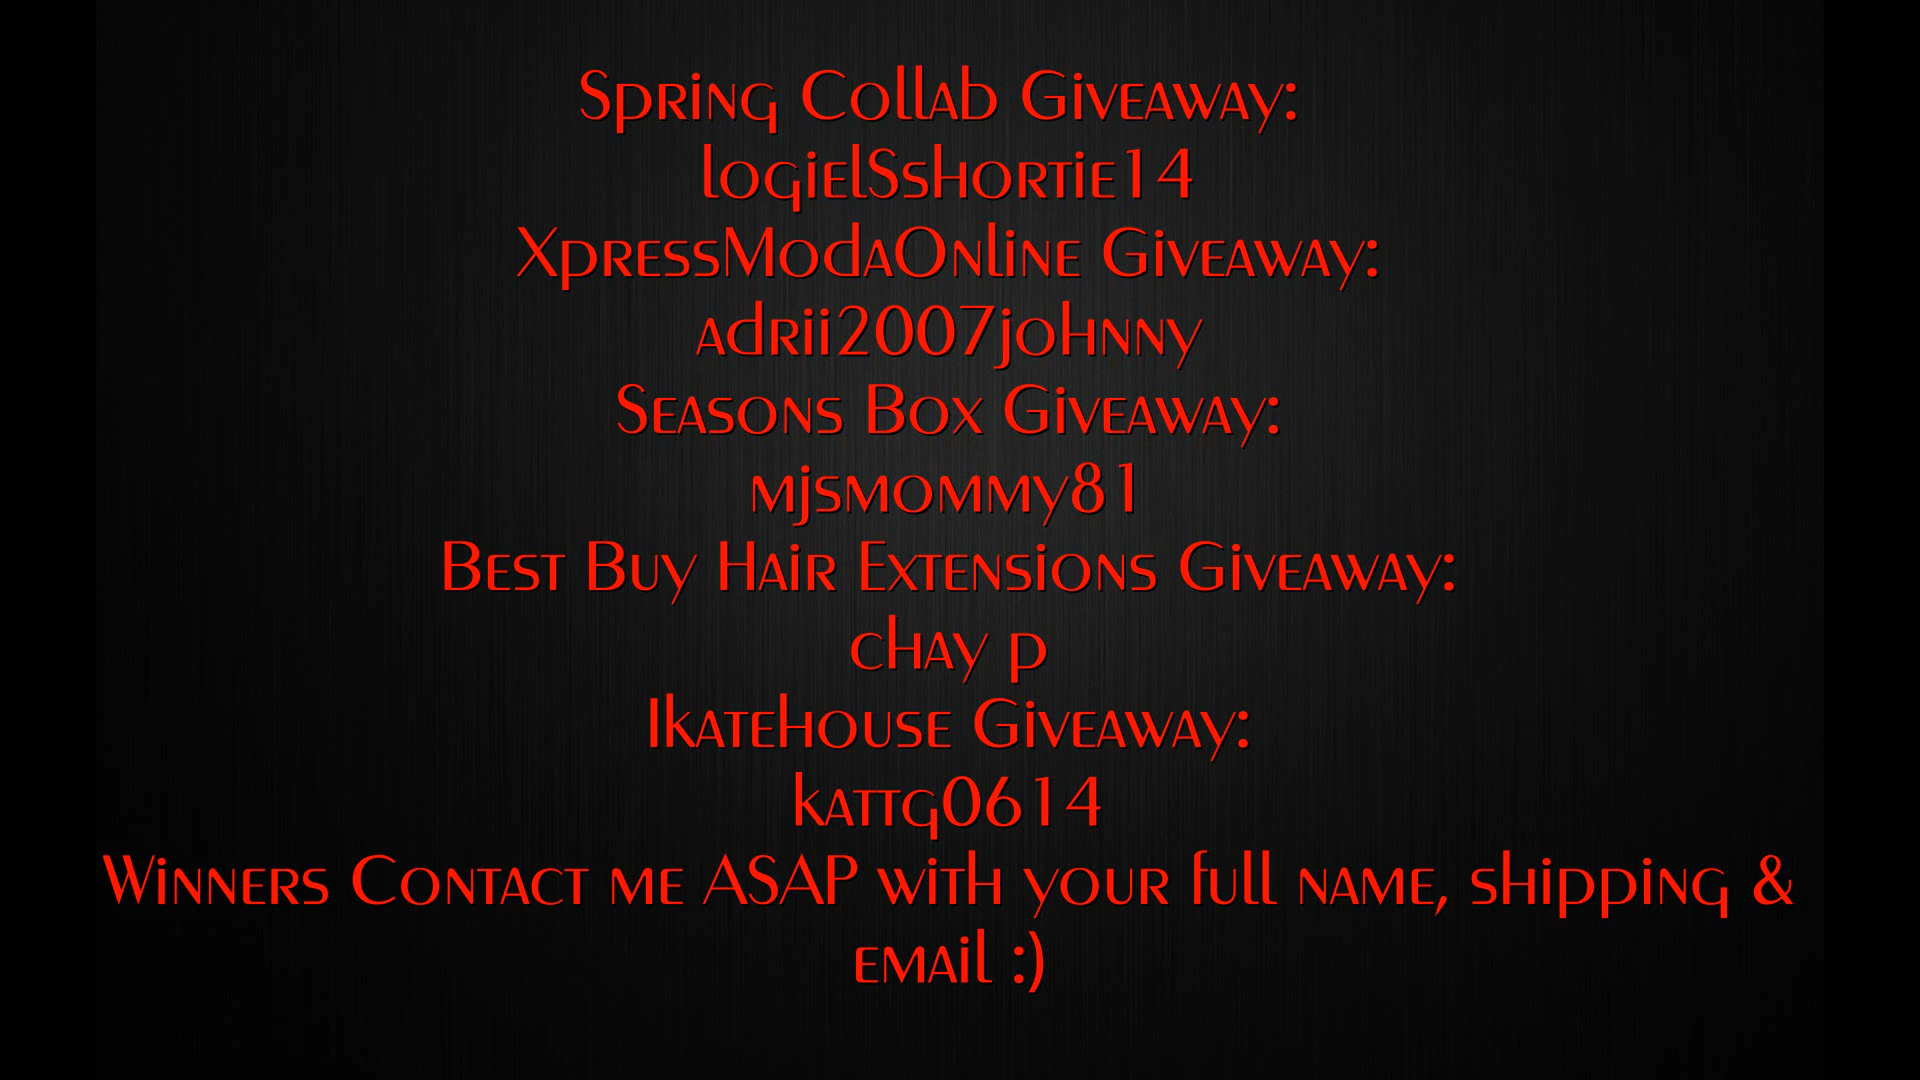 Spring Collab Giveaway:
logielSshortie14
XpressModaOnline Giveaway:
adrii2007johnny
Seasons Box Giveaway:
mjsmommy81
Best Buy Hair Extensions Giveaway:
chay p
Ikatehouse Giveaway:
kattg0614
Winners Contact me ASAP with your full name, shipping &
email :)